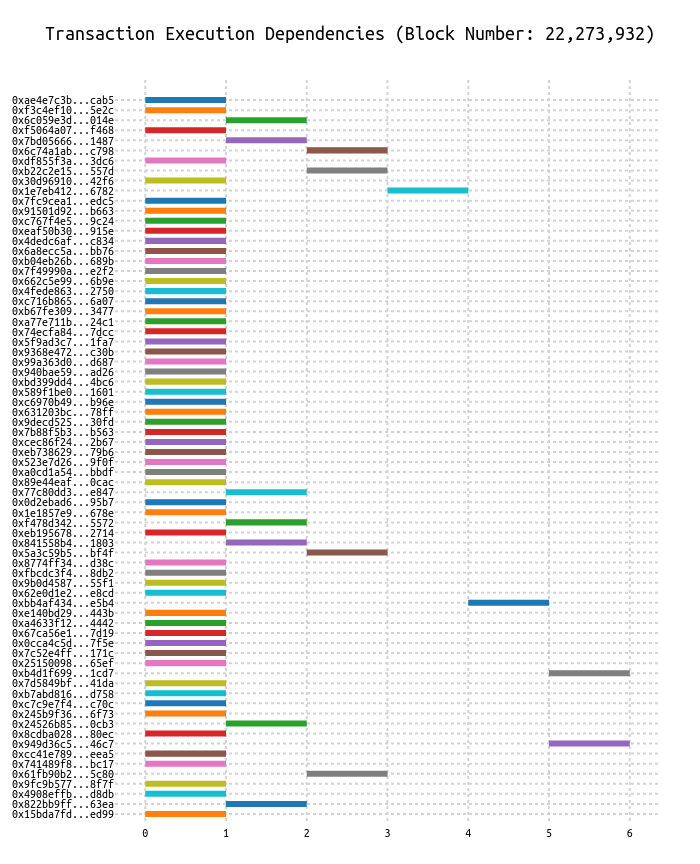 Transaction Execution Dependencies (Block Number: 22,273,932)
0xae4e7c3b...cab5
0xf3c4ef10...5e2c
0x6c059e3d...014e
0xf5064a07...f468
0x7bd05666...1487
0x6c74a1ab...c798
0xdf855f3a...3dc6
0xb22c2e15...557d
0x30d96910...42f6
0x1e7eb412...6782
0x7fc9cea1...edc5
0x91501d92...b663
0xc767f4e5...9c24
0xeaf50b30...915e
0x4dedc6af...c834
0x6a8ecc5a...bb76
0xb04eb26b...689b
0x7f49990a...e2f2
0x662c5e99...6b9e
0x4fede863...2750
0xc716b865...6a07
0xb67fe309...3477
0xa77e711b...24c1
0x74ecfa84...7dcc
0x5f9ad3c7...1fa7
0x9368e472...c30b
0x99a363d0...d687
0x940bae59...ad26
0xbd399dd4...4bc6
0x589f1be0...1601
0xc6970b49...b96e
0x631203bc...78ff
0x9decd525...30fd
0x7b88f5b3...b563
0xcec86f24...2b67
0xeb738629...79b6
0x523e7d26...9f0f
0xa0cd1a54...bbdf
0x89e44eaf...0cac
0x77c80dd3...e847
0x0d2ebad6...95b7
0x1e1857e9...678e
0xf478d342...5572
0xeb195678...2714
0x841558b4...1803
0x5a3c59b5...bf4f
0x8774ff34...d38c
0xfbcdc3f4...8db2
0x9b0d4587...55f1
0x62e0d1e2...e8cd
0xbb4af434...e5b4
0xe140bd29...443b
0xa4633f12...4442
0x67ca56e1...7d19
0x0cca4c5d...7f5e
0x7c52e4ff...171c
0x25150098...65ef
0xb4d1f699...1cd7
0x7d5849bf...41da
0xb7abd816...d758
0xc7c9e7f4...c70c
0x245b9f36...6f73
0x24526b85...0cb3
0x8cdba028...80ec
0x949d36c5...46c7
0xcc41e789...eea5
0x741489f8...bc17
0x61fb90b2...5c80
0x9fc9b577...8f7f
0x4908effb...d8db
0x822bb9ff...63ea
0x15bda7fd...ed99
0 1 2 3 4 5 6